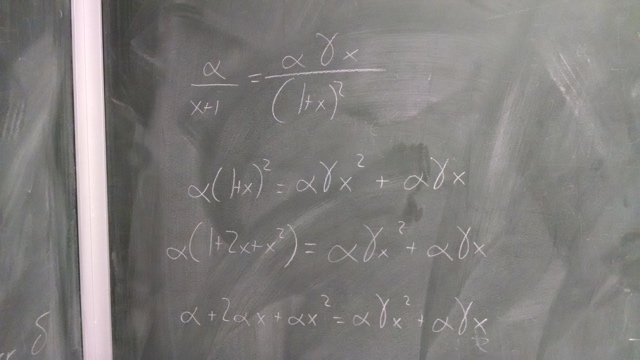 α/(x+1) = αγx/(1+x)²
α(1+x)² = αγx² + αγx
α(1+2x+x²) = αγx² + αγx
α+2αx+αx² = αγx² + αγx
δ